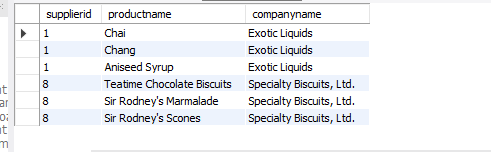 supplierid productname companyname
1 Chai Exotic Liquids
1 Chang Exotic Liquids
1 Aniseed Syrup Exotic Liquids
8 Teatime Chocolate Biscuits Specialty Biscuits, Ltd.
8 Sir Rodney's Marmalade Specialty Biscuits, Ltd.
8 Sir Rodney's Scones Specialty Biscuits, Ltd.